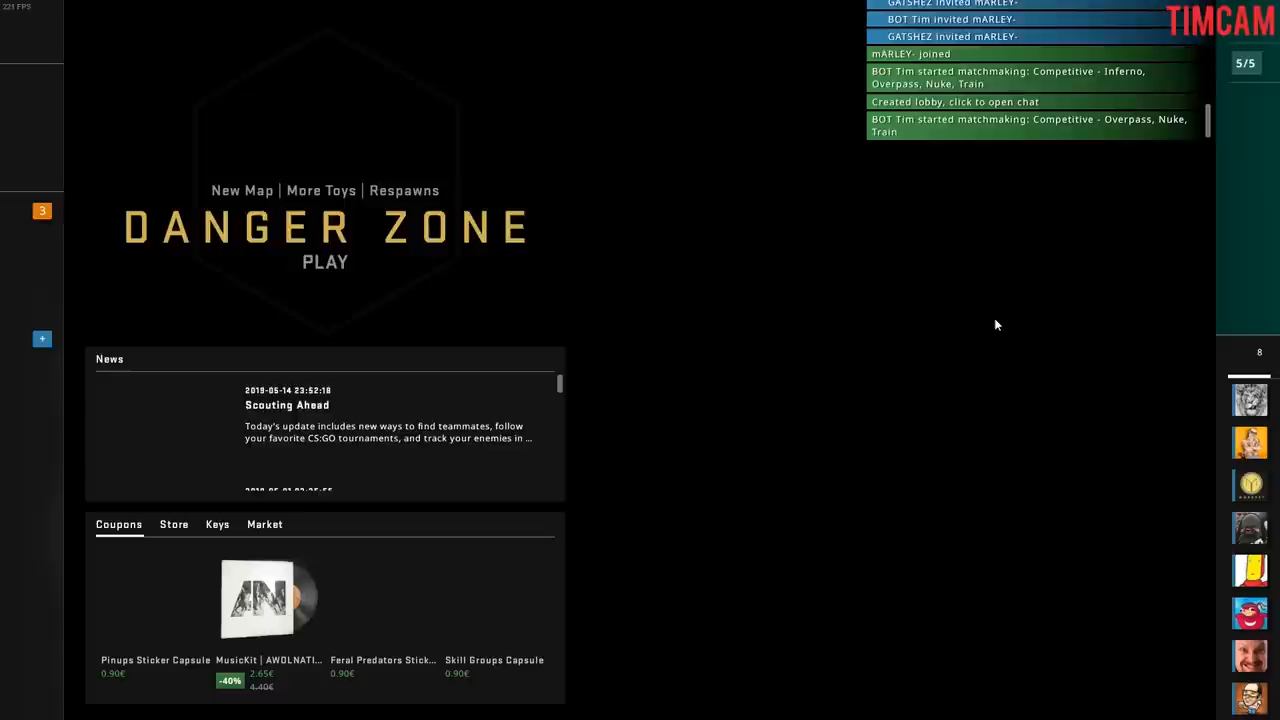 221 FPS
GATSHEZ invited mARLEY-
BOT Tim invited mARLEY-
GATSHEZ invited mARLEY-
mARLEY- joined
BOT Tim started matchmaking: Competitive - Inferno,
Overpass, Nuke, Train
Created lobby, click to open chat
BOT Tim started matchmaking: Competitive - Overpass, Nuke,
Train
TIMCAM
5/5
3
+
8
New Map | More Toys | Respawns
DANGER ZONE
PLAY
News
2019-05-14 23:52:18
Scouting Ahead
Today's update includes new ways to find teammates, follow
your favorite CS:GO tournaments, and track your enemies in ...
Coupons Store Keys Market
AN
Pinups Sticker Capsule MusicKit | AWOLNATI... Feral Predators Stick... Skill Groups Capsule
0.90€ -40% 2.65€ 0.90€ 0.90€
4.40€